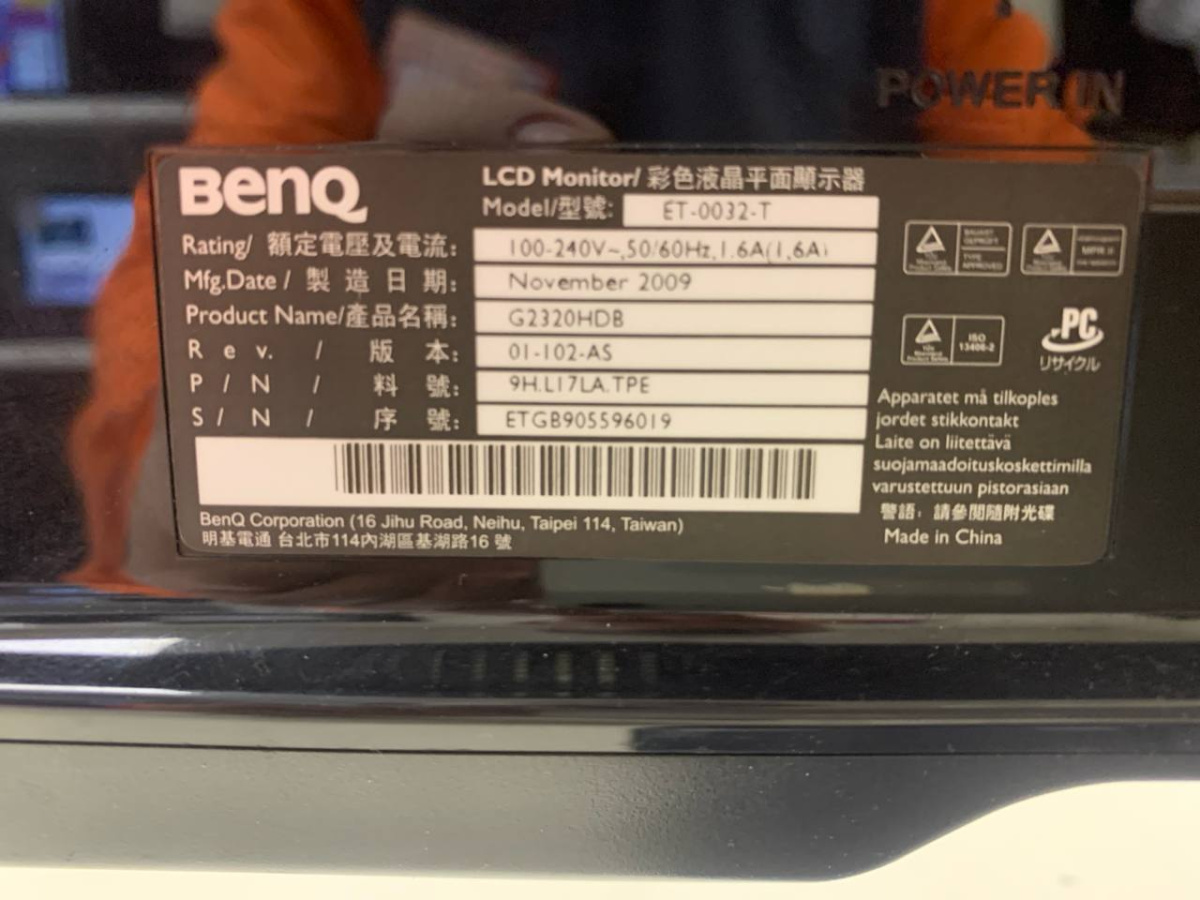 POWER IN
BenQ
LCD Monitor/ 彩色液晶平面顯示器
Model/型號: ET-0032-T
Rating/ 額定電壓及電流: 100-240V~,50/60Hz,1.6A(1,6A)
Mfg.Date / 製 造 日 期: November 2009
Product Name/產品名稱: G2320HDB
R e v. / 版 本: 01-102-AS
P / N / 料 號: 9H.L17LA.TPE
S / N / 序 號: ETGB905596019
BenQ Corporation (16 Jihu Road, Neihu, Taipei 114, Taiwan)
明基電通 台北市114內湖區基湖路16 號
TYPE
APPROVED
MPR II
ISO
13406-2
PC
リサイクル
Apparatet må tilkoples
jordet stikkontakt
Laite on liitettävä
suojamaadoituskoskettimilla
varustettuun pistorasiaan
警語: 請參閱隨附光碟
Made in China